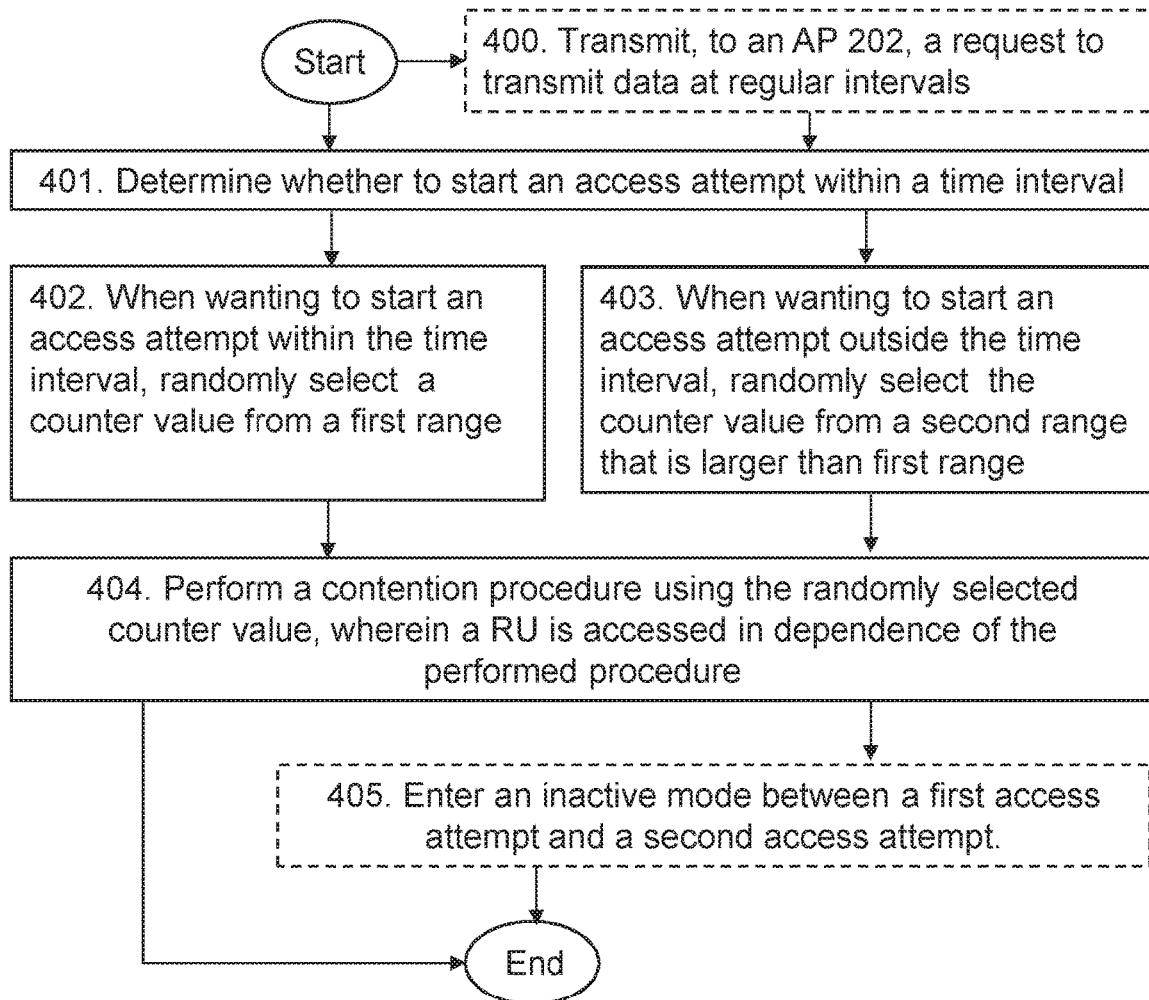 Start
400. Transmit, to an AP 202, a request to
transmit data at regular intervals
401. Determine whether to start an access attempt within a time interval
402. When wanting to start an
access attempt within the time
interval, randomly select a
counter value from a first range
403. When wanting to start an
access attempt outside the time
interval, randomly select the
counter value from a second range
that is larger than first range
404. Perform a contention procedure using the randomly selected
counter value, wherein a RU is accessed in dependence of the
performed procedure
405. Enter an inactive mode between a first access
attempt and a second access attempt.
End